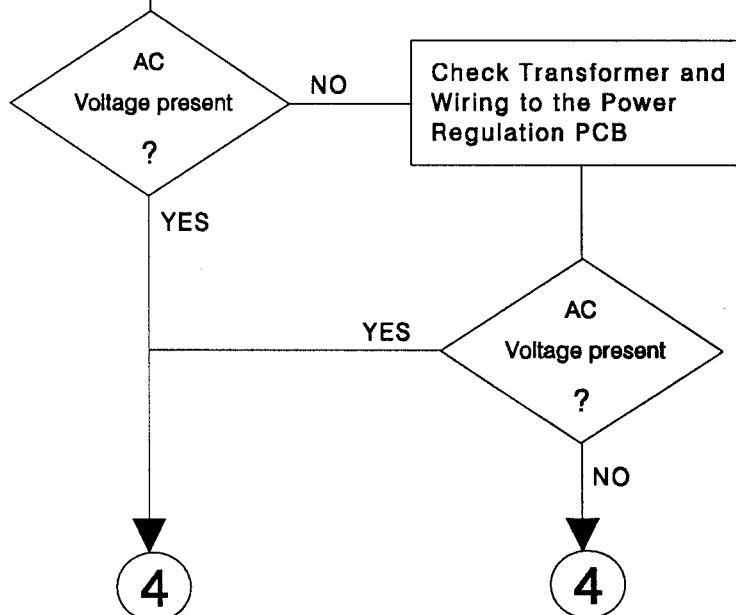 AC
Voltage present
?
NO
Check Transformer and
Wiring to the Power
Regulation PCB
YES
AC
Voltage present
?
YES
NO
4
4